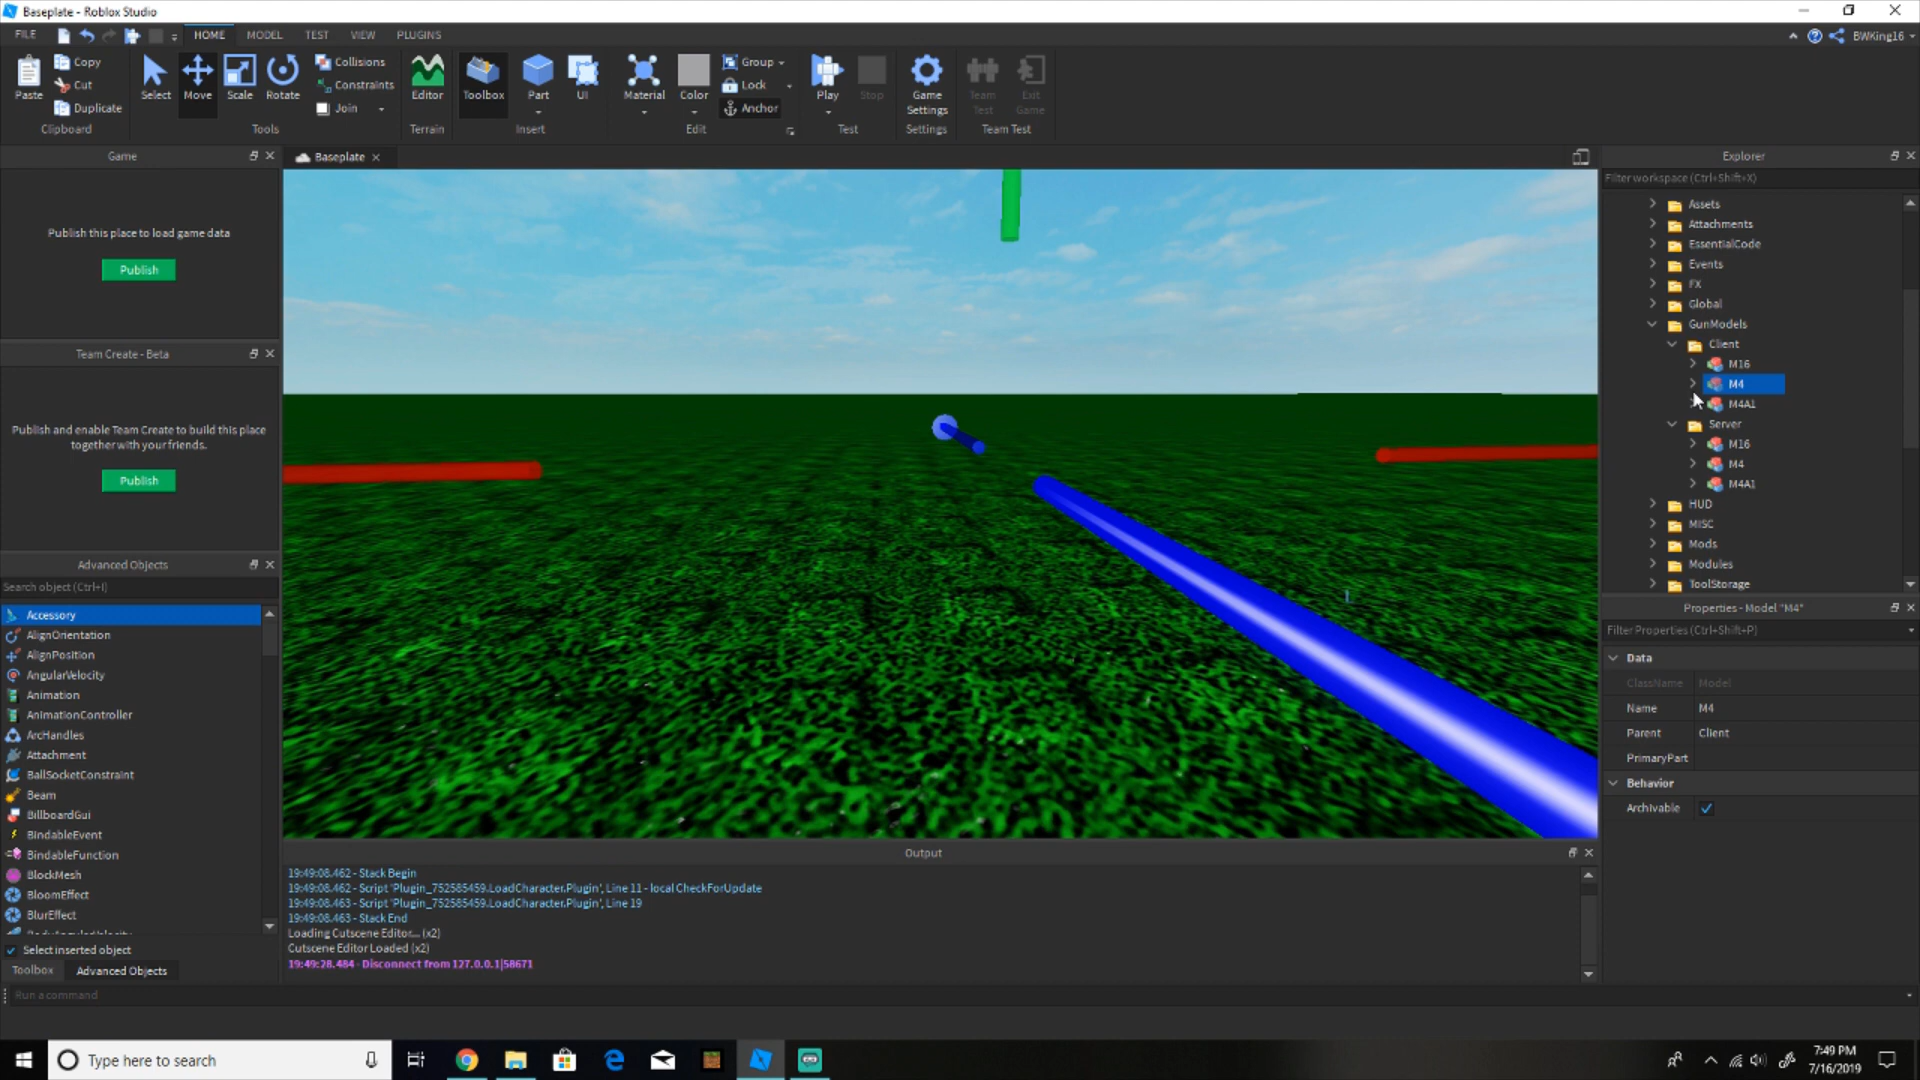 Baseplate - Roblox Studio
FILE HOME MODEL TEST VIEW PLUGINS BWKing16
Paste Copy Cut Duplicate Clipboard
Select Move Scale Rotate Collisions Constraints Join Tools
Editor Terrain
Toolbox Part UI Insert
Material Color Group Lock Anchor Edit
Play Stop Test
Game Settings Settings
Team Test Exit Game Team Test
Game
Publish this place to load game data
Publish
Team Create - Beta
Publish and enable Team Create to build this place
together with your friends.
Publish
Advanced Objects
Search object (Ctrl+I)
Accessory
AlignOrientation
AlignPosition
AngularVelocity
Animation
AnimationController
ArcHandles
Attachment
BallSocketConstraint
Beam
BillboardGui
BindableEvent
BindableFunction
BlockMesh
BloomEffect
BlurEffect
BodyAngularVelocity
Select inserted object
Toolbox Advanced Objects
Run a command
Baseplate
Output
19:49:08.462 - Stack Begin
19:49:08.462 - Script 'Plugin_752585459.LoadCharacter.Plugin', Line 11 - local CheckForUpdate
19:49:08.463 - Script 'Plugin_752585459.LoadCharacter.Plugin', Line 19
19:49:08.463 - Stack End
Loading Cutscene Editor... (x2)
Cutscene Editor Loaded (x2)
19:49:28.484 - Disconnect from 127.0.0.1|58671
Explorer
Filter workspace (Ctrl+Shift+X)
Assets
Attachments
EssentialCode
Events
FX
Global
GunModels
Client
M16
M4
M4A1
Server
M16
M4
M4A1
HUD
MISC
Mods
Modules
ToolStorage
Properties - Model "M4"
Filter Properties (Ctrl+Shift+P)
Data
ClassName Model
Name M4
Parent Client
PrimaryPart
Behavior
Archivable
Type here to search
7:49 PM
7/16/2019